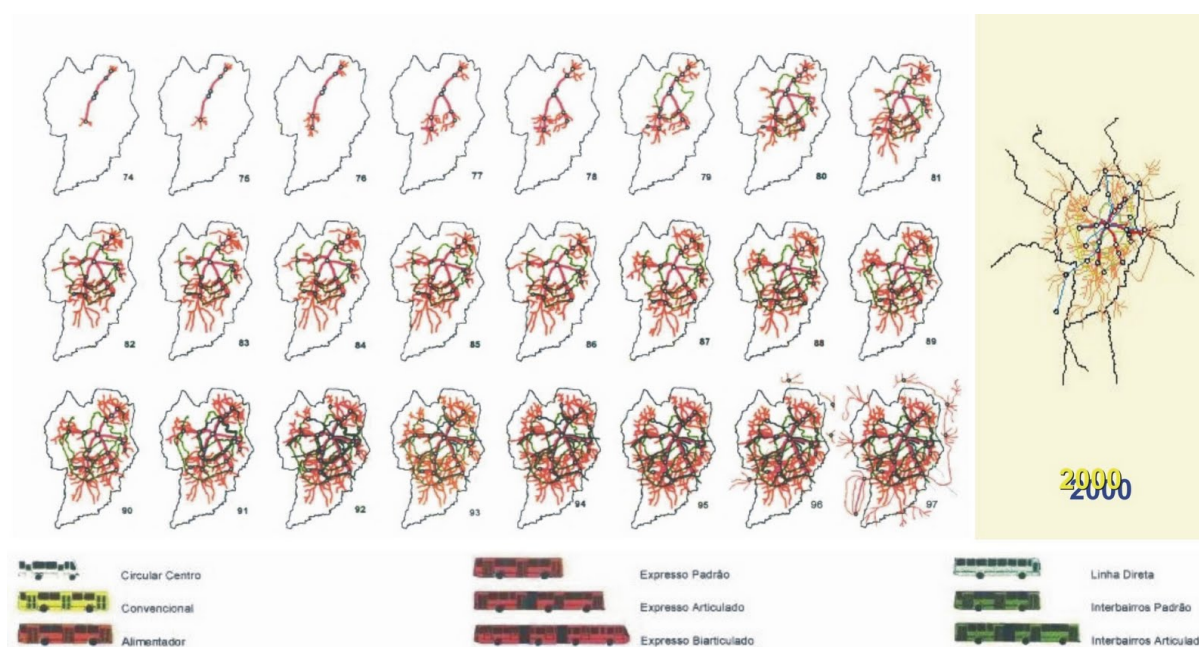 74 75 76 77 78 79 80 81
82 83 84 85 86 87 88 89
90 91 92 93 94 95 96 97
2000
2000
Circular Centro Expresso Padrão Linha Direta
Convencional Expresso Articulado Interbairros Padrão
Alimentador Expresso Biarticulado Interbairros Articulad